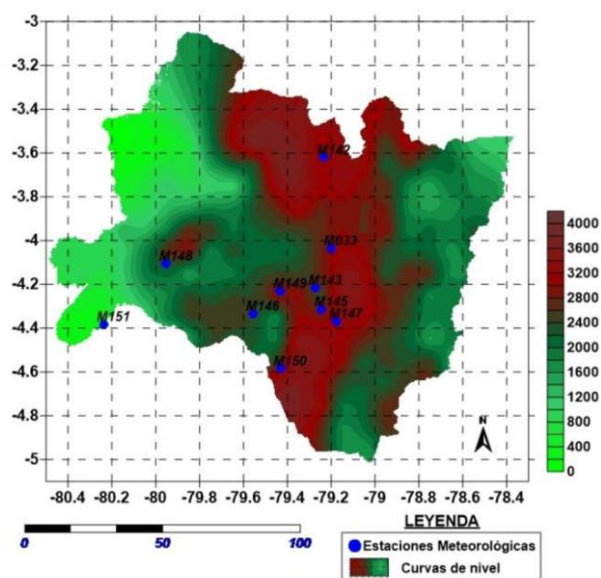 -3
-3.2
-3.4
-3.6
-3.8
-4
-4.2
-4.4
-4.6
-4.8
-5
M142
M033
M148
M149
M143
M146
M145
M147
M151
M150
4000
3600
3200
2800
2400
2000
1600
1200
800
400
0
N
-80.4 -80.2 -80 -79.8 -79.6 -79.4 -79.2 -79 -78.8 -78.6 -78.4
0 50 100
LEYENDA
Estaciones Meteorológicas
Curvas de nivel